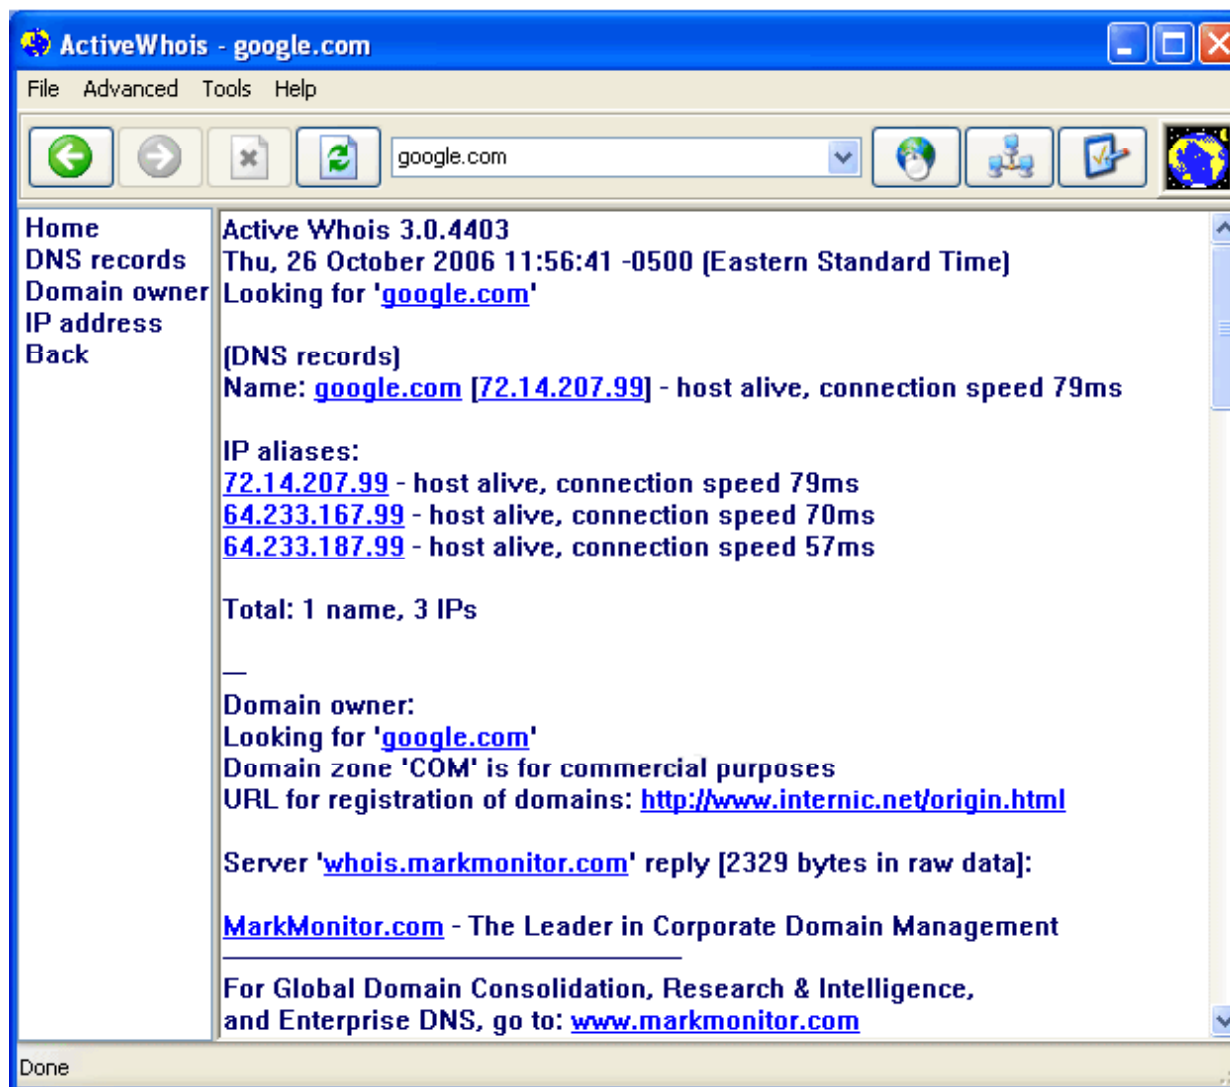 ActiveWhois - google.com
File Advanced Tools Help
google.com
Home
DNS records
Domain owner
IP address
Back
Active Whois 3.0.4403
Thu, 26 October 2006 11:56:41 -0500 (Eastern Standard Time)
Looking for 'google.com'
(DNS records)
Name: google.com [72.14.207.99] - host alive, connection speed 79ms
IP aliases:
72.14.207.99 - host alive, connection speed 79ms
64.233.167.99 - host alive, connection speed 70ms
64.233.187.99 - host alive, connection speed 57ms
Total: 1 name, 3 IPs
—
Domain owner:
Looking for 'google.com'
Domain zone 'COM' is for commercial purposes
URL for registration of domains: http://www.internic.net/origin.html
Server 'whois.markmonitor.com' reply [2329 bytes in raw data]:
MarkMonitor.com - The Leader in Corporate Domain Management
For Global Domain Consolidation, Research & Intelligence,
and Enterprise DNS, go to: www.markmonitor.com
Done